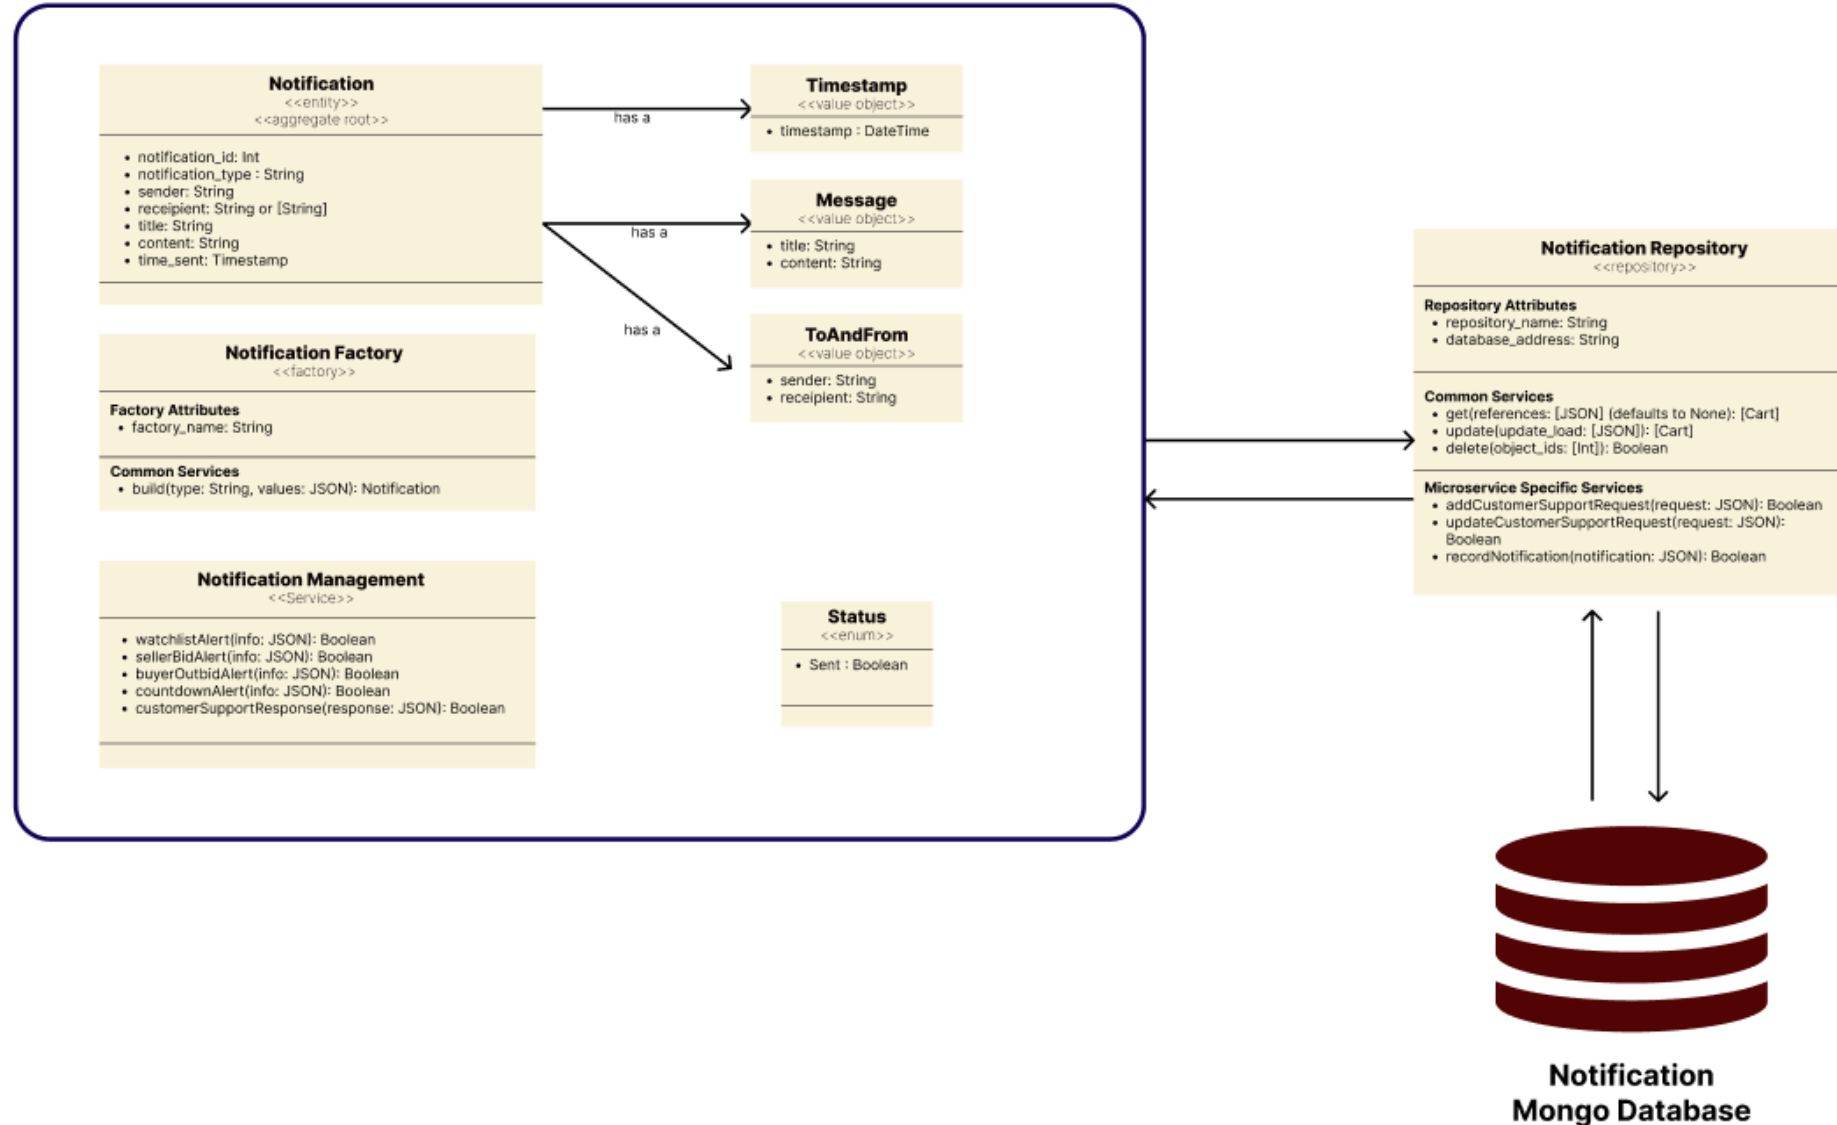 Notification
<<entity>>
<<aggregate root>>
• notification_id: Int
• notification_type : String
• sender: String
• receipient: String or [String]
• title: String
• content: String
• time_sent: Timestamp
has a
Timestamp
<<value object>>
• timestamp : DateTime
has a
Message
<<value object>>
• title: String
• content: String
has a
ToAndFrom
<<value object>>
• sender: String
• receipient: String
Notification Factory
<<factory>>
Factory Attributes
• factory_name: String
Common Services
• build(type: String, values: JSON): Notification
Notification Management
<<Service>>
• watchlistAlert(info: JSON): Boolean
• sellerBidAlert(info: JSON): Boolean
• buyerOutbidAlert(info: JSON): Boolean
• countdownAlert(info: JSON): Boolean
• customerSupportResponse(response: JSON): Boolean
Status
<<enum>>
• Sent : Boolean
Notification Repository
<<repository>>
Repository Attributes
• repository_name: String
• database_address: String
Common Services
• get(references: [JSON] (defaults to None): [Cart]
• update(update_load: [JSON]): [Cart]
• delete(object_ids: [Int]): Boolean
Microservice Specific Services
• addCustomerSupportRequest(request: JSON): Boolean
• updateCustomerSupportRequest(request: JSON):
Boolean
• recordNotification(notification: JSON): Boolean
Notification
Mongo Database